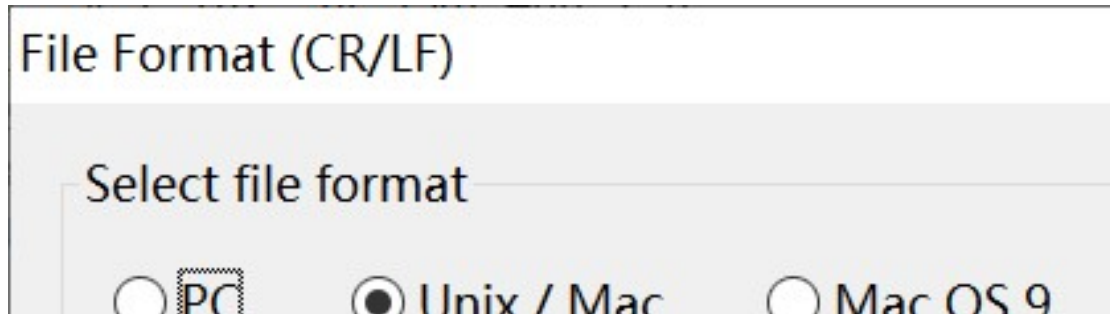 File Format (CR/LF)
Select file format
PC Unix / Mac Mac OS 9